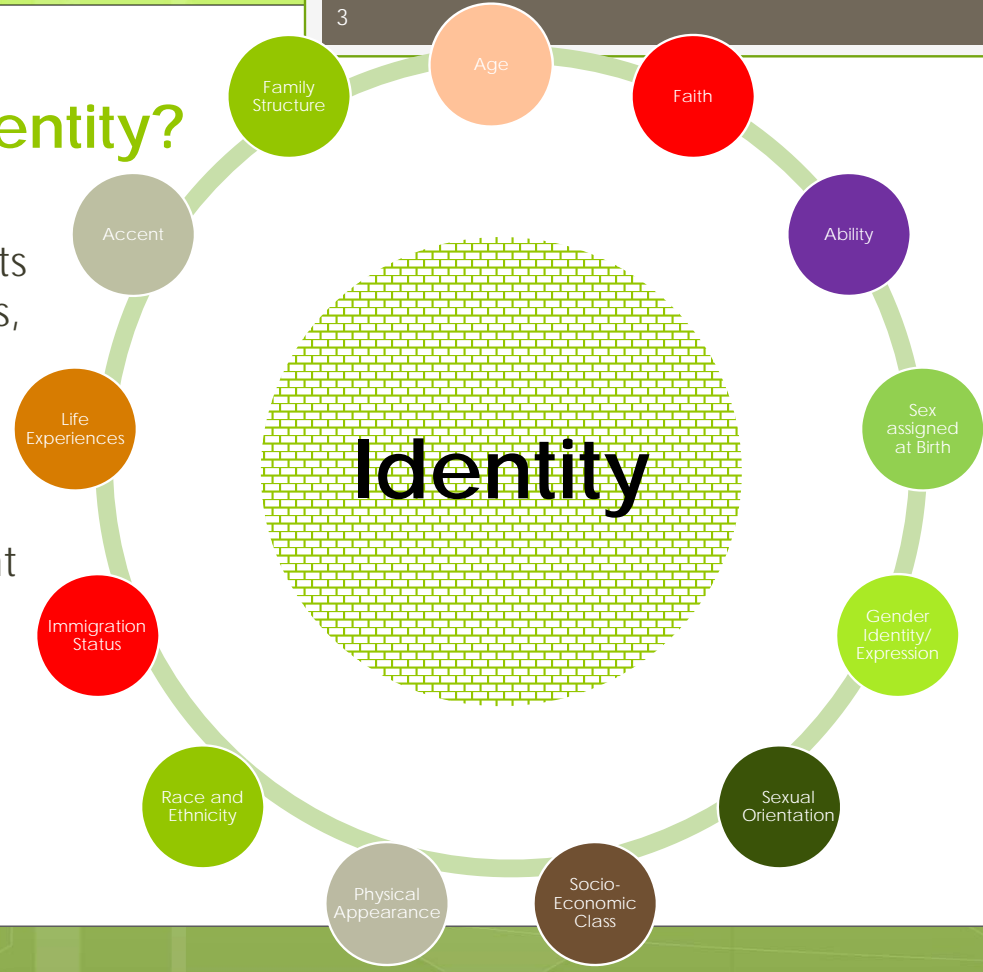 3
entity?
ts
s,
nt
Age
Faith
Ability
Sex
assigned
at Birth
Gender
Identity/
Expression
Sexual
Orientation
Socio-
Economic
Class
Physical
Appearance
Race and
Ethnicity
Immigration
Status
Life
Experiences
Accent
Family
Structure
Identity